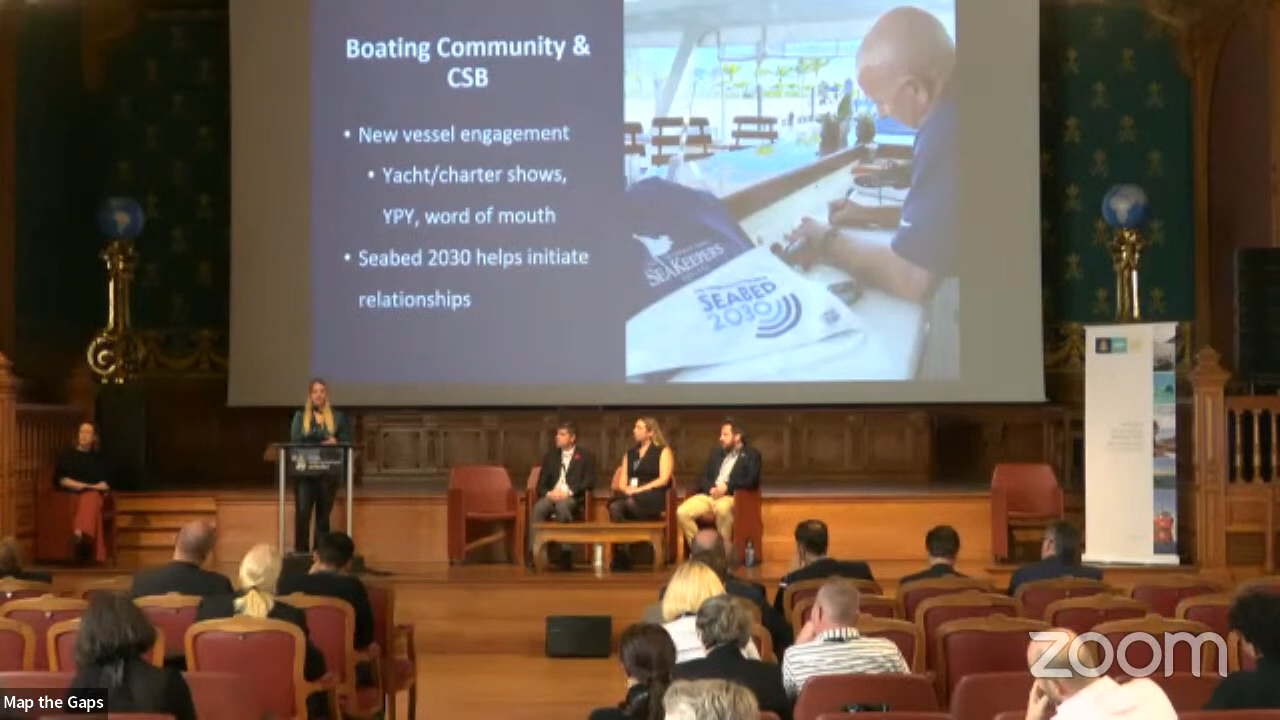 Boating Community &
CSB
• New vessel engagement
• Yacht/charter shows,
YPY, word of mouth
• Seabed 2030 helps initiate
relationships
SEAKEEPERS
SEABED
2030
zoom
Map the Gaps